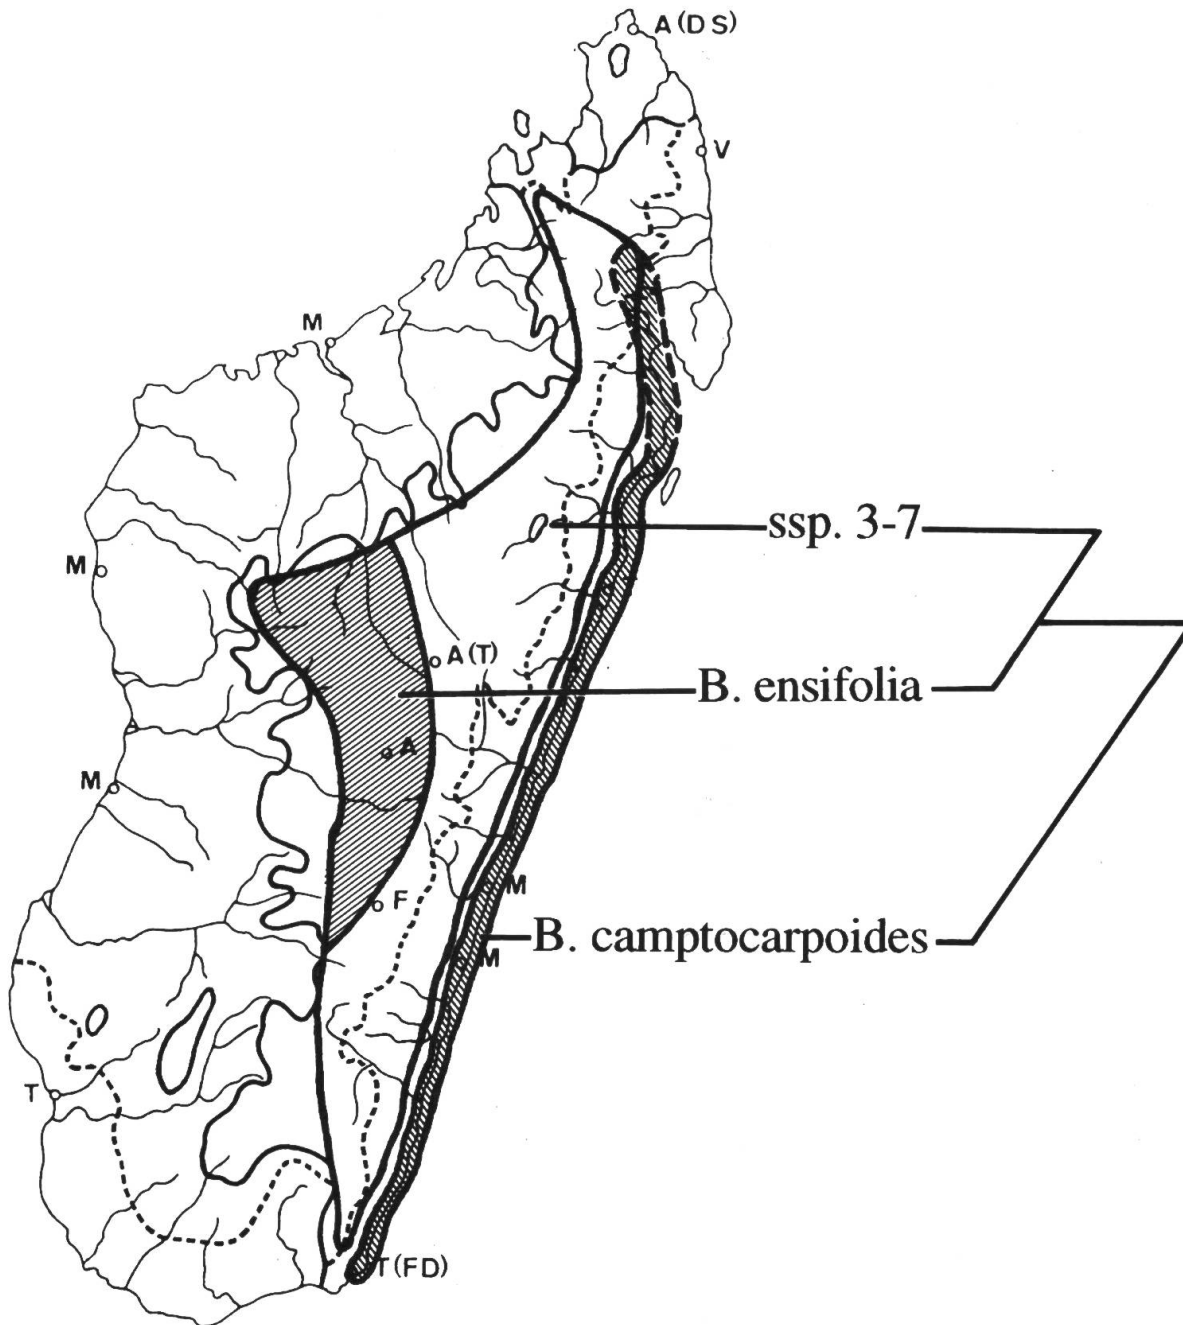 A (DS)
V
M
ssp. 3-7
M
A (T)
B. ensifolia
A
M
F
M
B. camptocarpoides
M
T
T (FD)